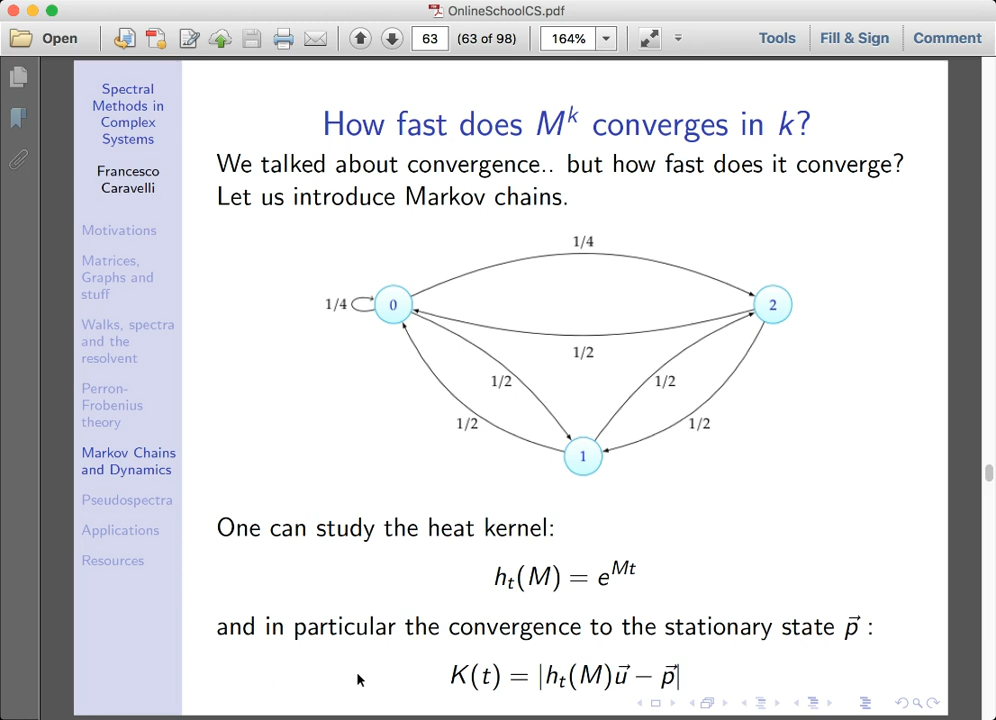 OnlineSchoolCS.pdf
Open
63
(63 of 98)
164%
Tools
Fill & Sign
Comment
Spectral
Methods in
Complex
Systems
Francesco
Caravelli
Motivations
Matrices,
Graphs and
stuff
Walks, spectra
and the
resolvent
Perron-
Frobenius
theory
Markov Chains
and Dynamics
Pseudospectra
Applications
Resources
How fast does M^k converges in k?
We talked about convergence.. but how fast does it converge?
Let us introduce Markov chains.
1/4
1/4
0
2
1/2
1/2
1/2
1/2
1/2
1
One can study the heat kernel:
h_t(M) = e^{Mt}
and in particular the convergence to the stationary state p⃗ :
K(t) = |h_t(M)u⃗ − p⃗|